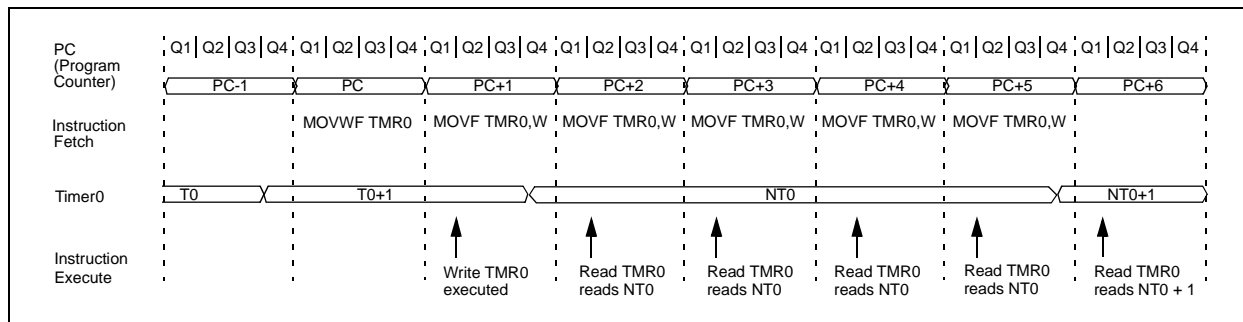 PC
(Program
Counter)
Q1 Q2 Q3 Q4 Q1 Q2 Q3 Q4 Q1 Q2 Q3 Q4 Q1 Q2 Q3 Q4 Q1 Q2 Q3 Q4 Q1 Q2 Q3 Q4 Q1 Q2 Q3 Q4 Q1 Q2 Q3 Q4
PC-1 PC PC+1 PC+2 PC+3 PC+4 PC+5 PC+6
Instruction
Fetch
MOVWF TMR0 MOVF TMR0,W MOVF TMR0,W MOVF TMR0,W MOVF TMR0,W MOVF TMR0,W
Timer0
T0 T0+1 NT0 NT0+1
Instruction
Execute
Write TMR0
executed
Read TMR0
reads NT0
Read TMR0
reads NT0
Read TMR0
reads NT0
Read TMR0
reads NT0
Read TMR0
reads NT0 + 1